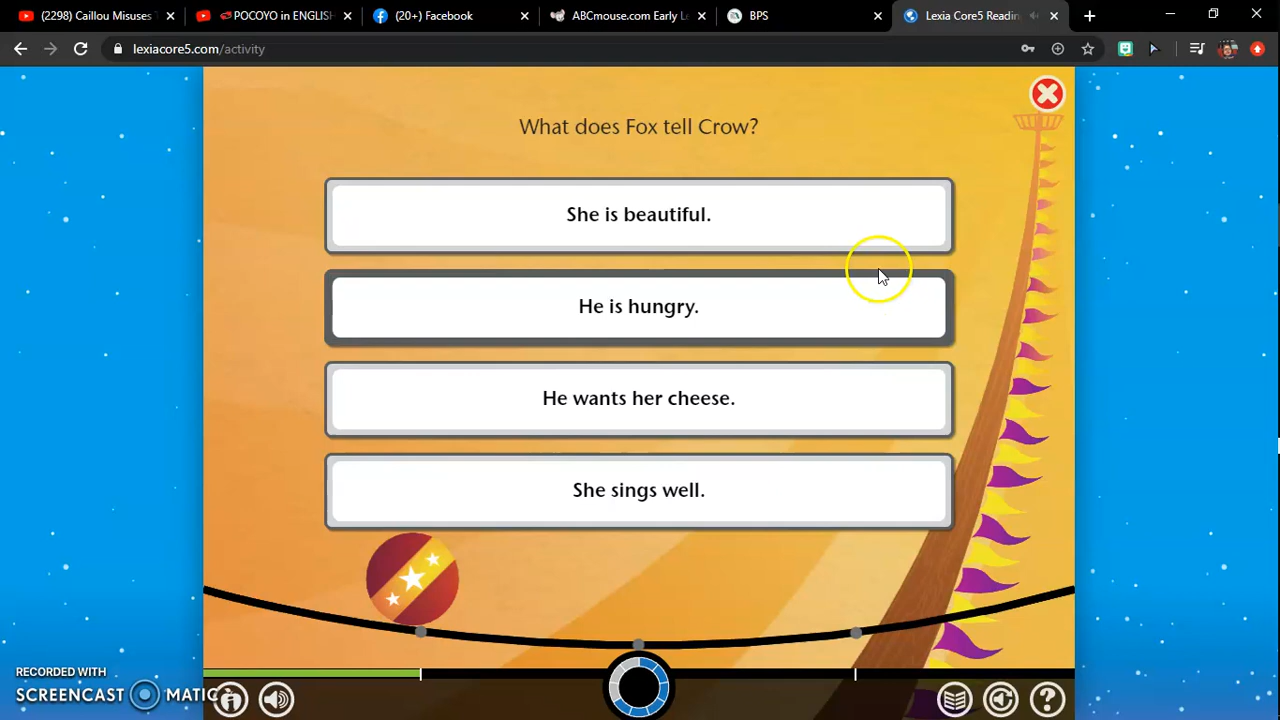 (2298) Caillou Misuses T
POCOYO in ENGLISH
(20+) Facebook
ABCmouse.com Early Le
BPS
Lexia Core5 Readin
lexiacore5.com/activity
What does Fox tell Crow?
She is beautiful.
He is hungry.
He wants her cheese.
She sings well.
RECORDED WITH
SCREENCAST MATIC